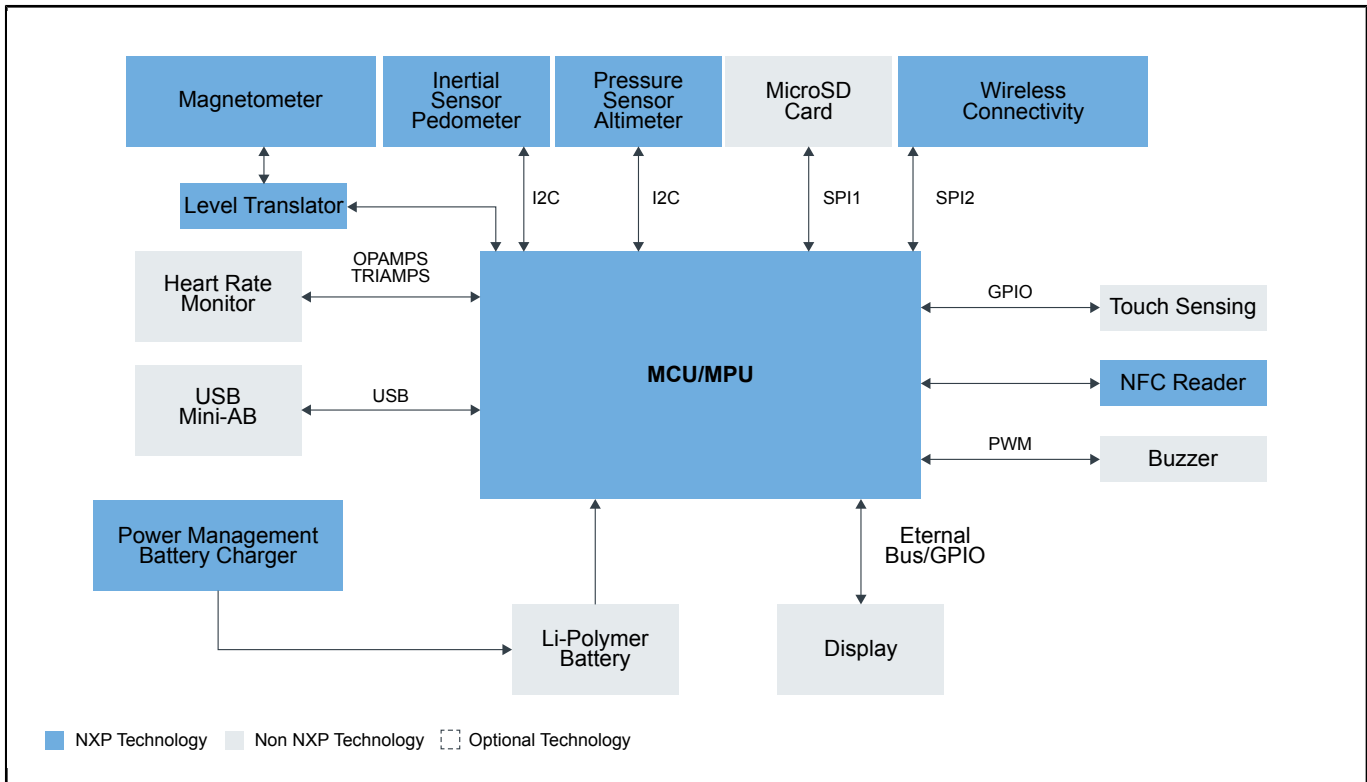 Magnetometer
Inertial
Sensor
Pedometer
Pressure
Sensor
Altimeter
MicroSD
Card
Wireless
Connectivity
Level Translator
I2C
I2C
SPI1
SPI2
OPAMPS
TRIAMPS
Heart Rate
Monitor
MCU/MPU
GPIO
Touch Sensing
NFC Reader
USB
Mini-AB
USB
PWM
Buzzer
Power Management
Battery Charger
Eternal
Bus/GPIO
Li-Polymer
Battery
Display
NXP Technology
Non NXP Technology
Optional Technology